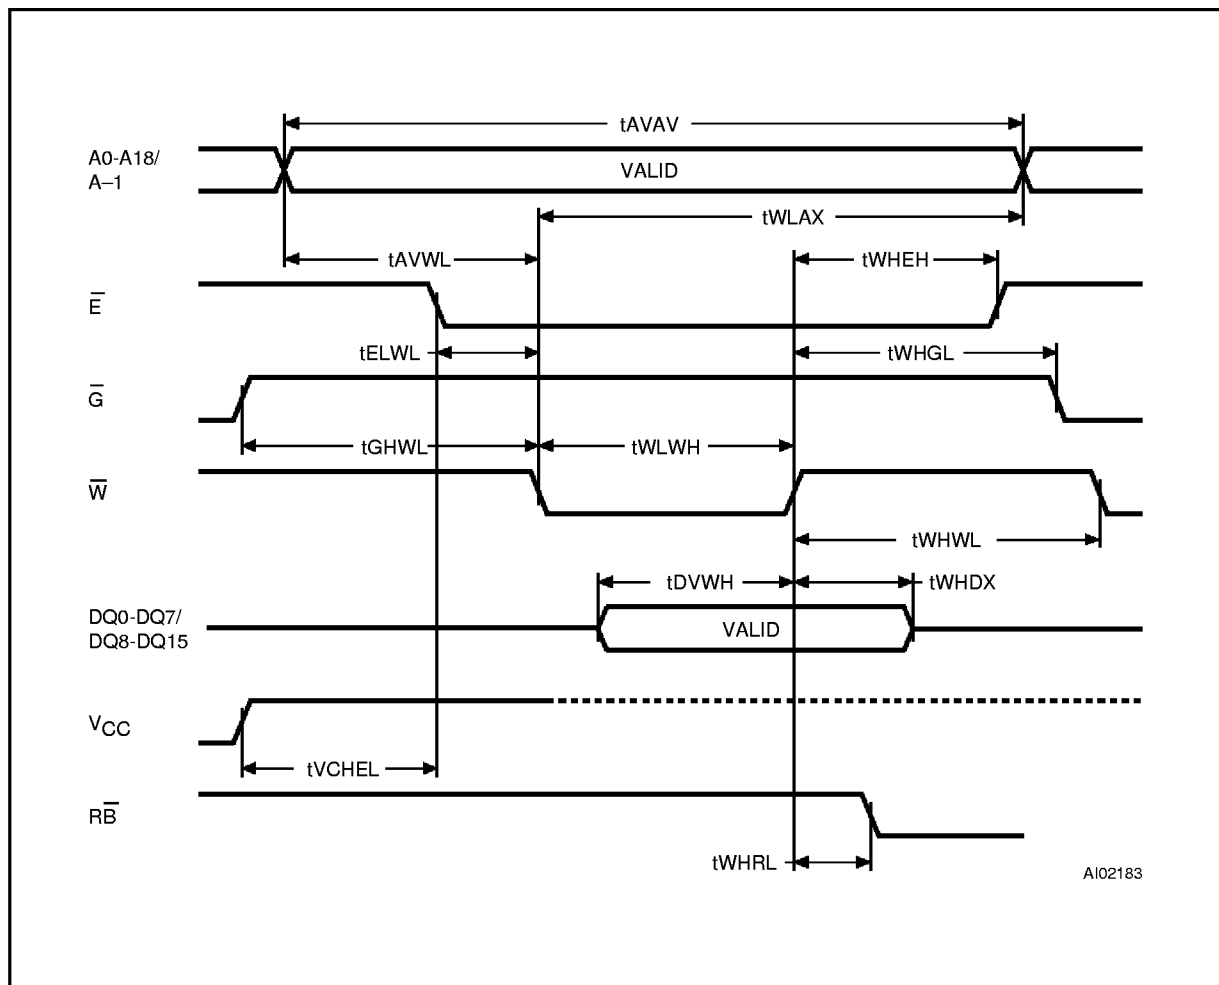 tAVAV
A0-A18/
A–1
VALID
tWLAX
tAVWL
tWHEH
E̅
tELWL
tWHGL
G̅
tGHWL
tWLWH
W̅
tWHWL
tDVWH
tWHDX
DQ0-DQ7/
DQ8-DQ15
VALID
VCC
tVCHEL
RB̅
tWHRL
AI02183